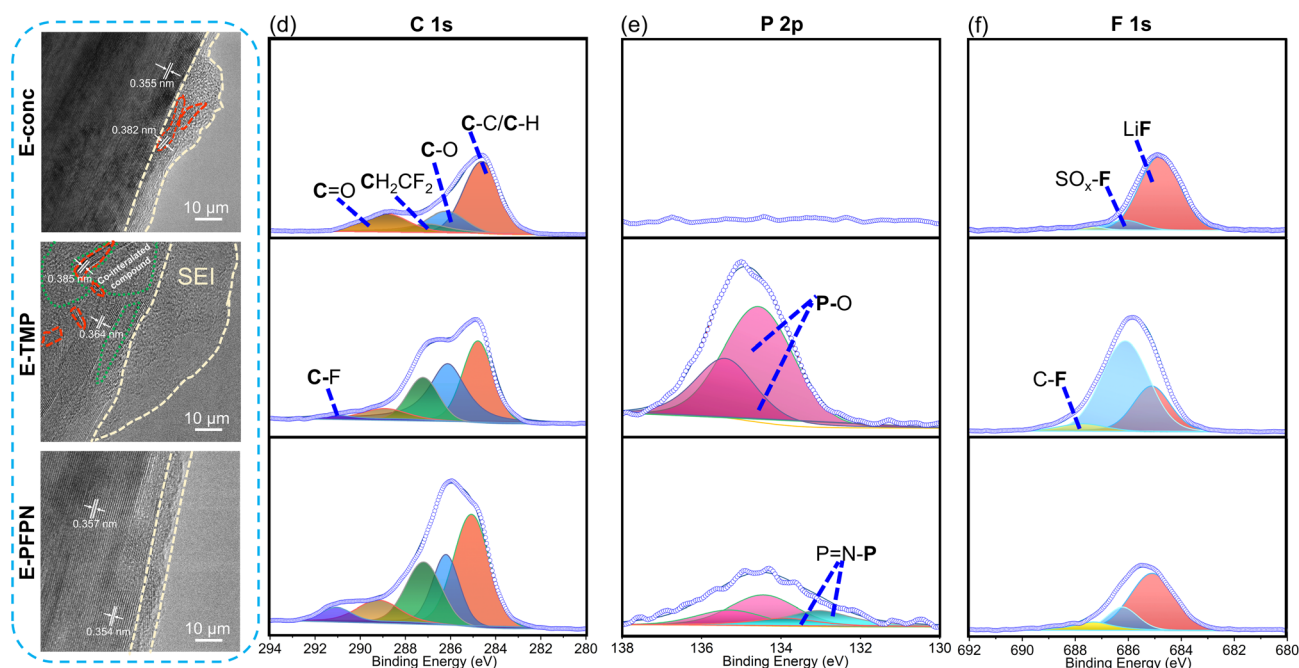 E-conc
0.355 nm
0.382 nm
10 μm
E-TMP
0.385 nm
Co-interalated
compound
SEI
0.364 nm
10 μm
E-PFPN
0.357 nm
0.354 nm
10 μm
(d) C 1s
C-C/C-H
C-O
CH₂CF₂
C=O
C-F
294 292 290 288 286 284 282 280
Binding Energy (eV)
(e) P 2p
P-O
P=N-P
138 136 134 132 130
Binding Energy (eV)
(f) F 1s
LiF
SOₓ-F
C-F
692 690 688 686 684 682 680
Binding Energy (eV)